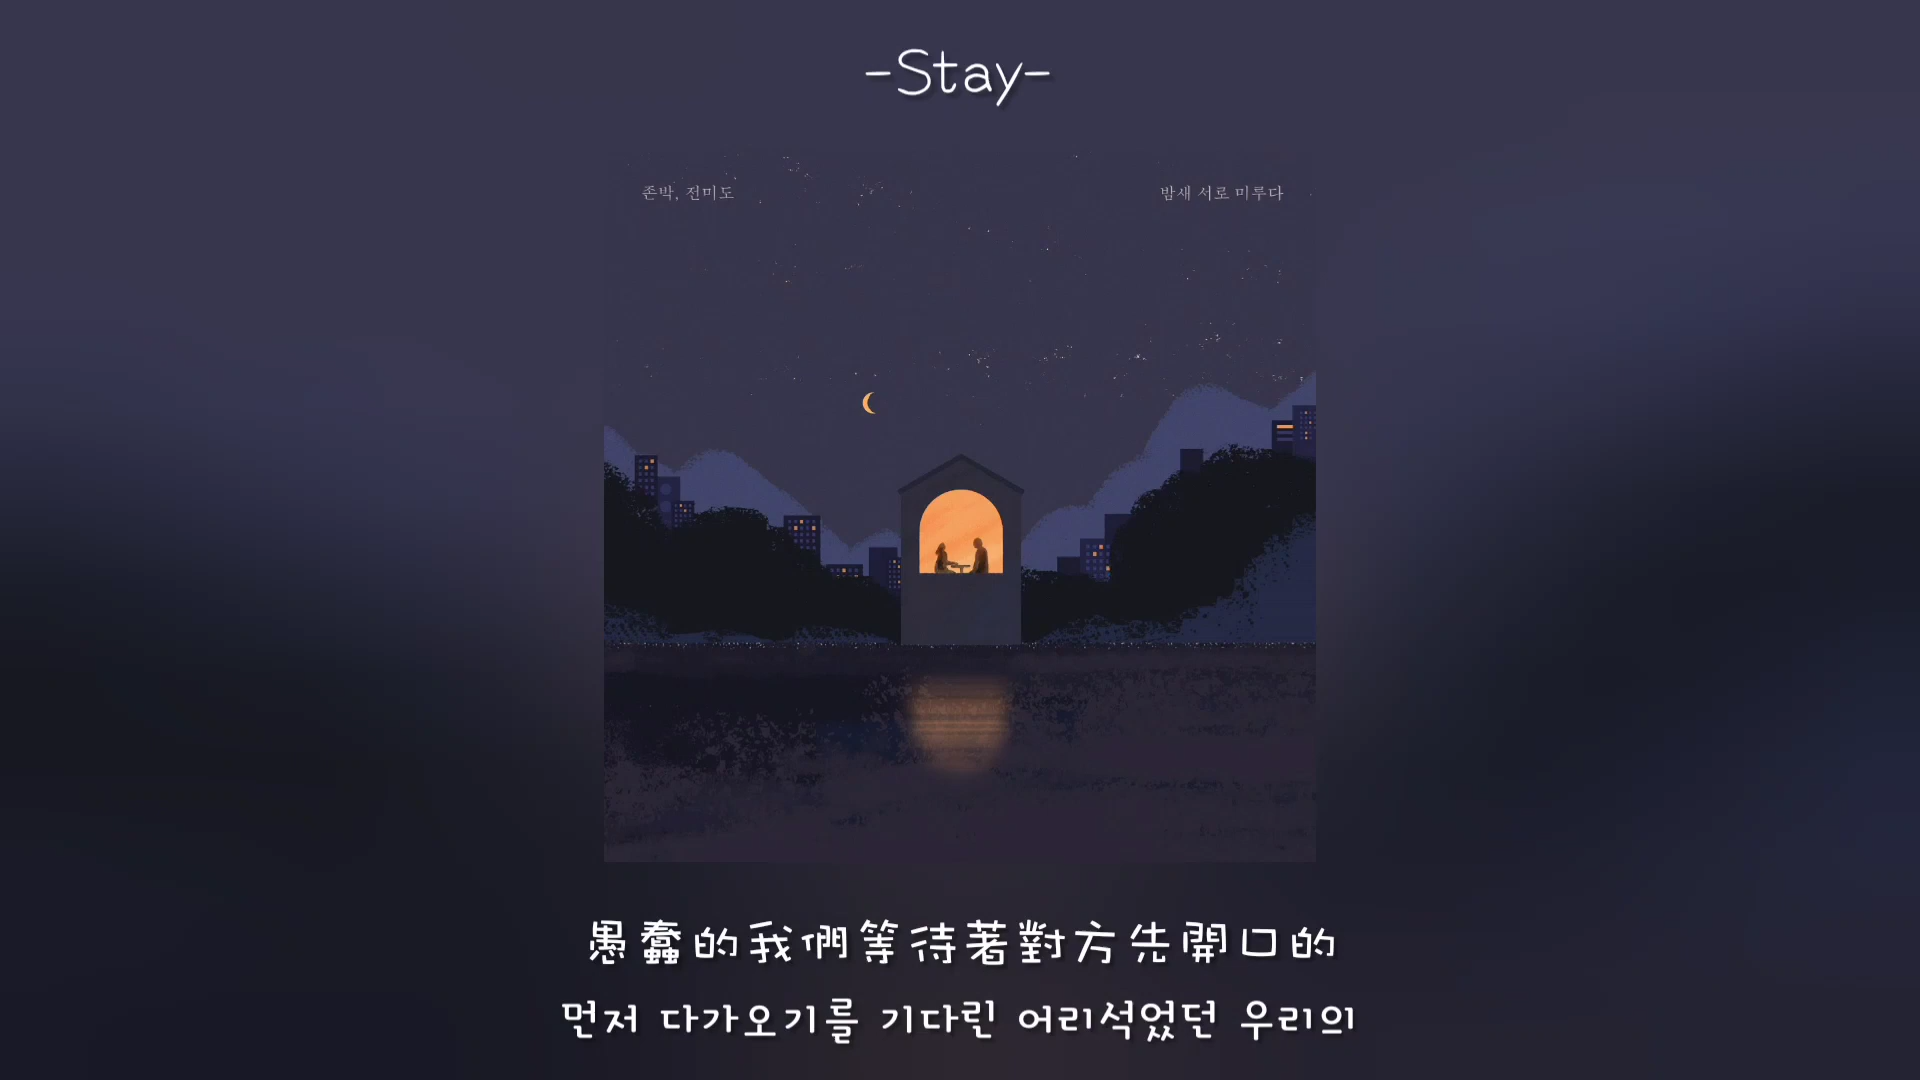 -Stay-
존박, 전미도
밤새 서로 미루다
愚蠢的我們等待著對方先開口的
먼저 다가오기를 기다린 어리석었던 우리의